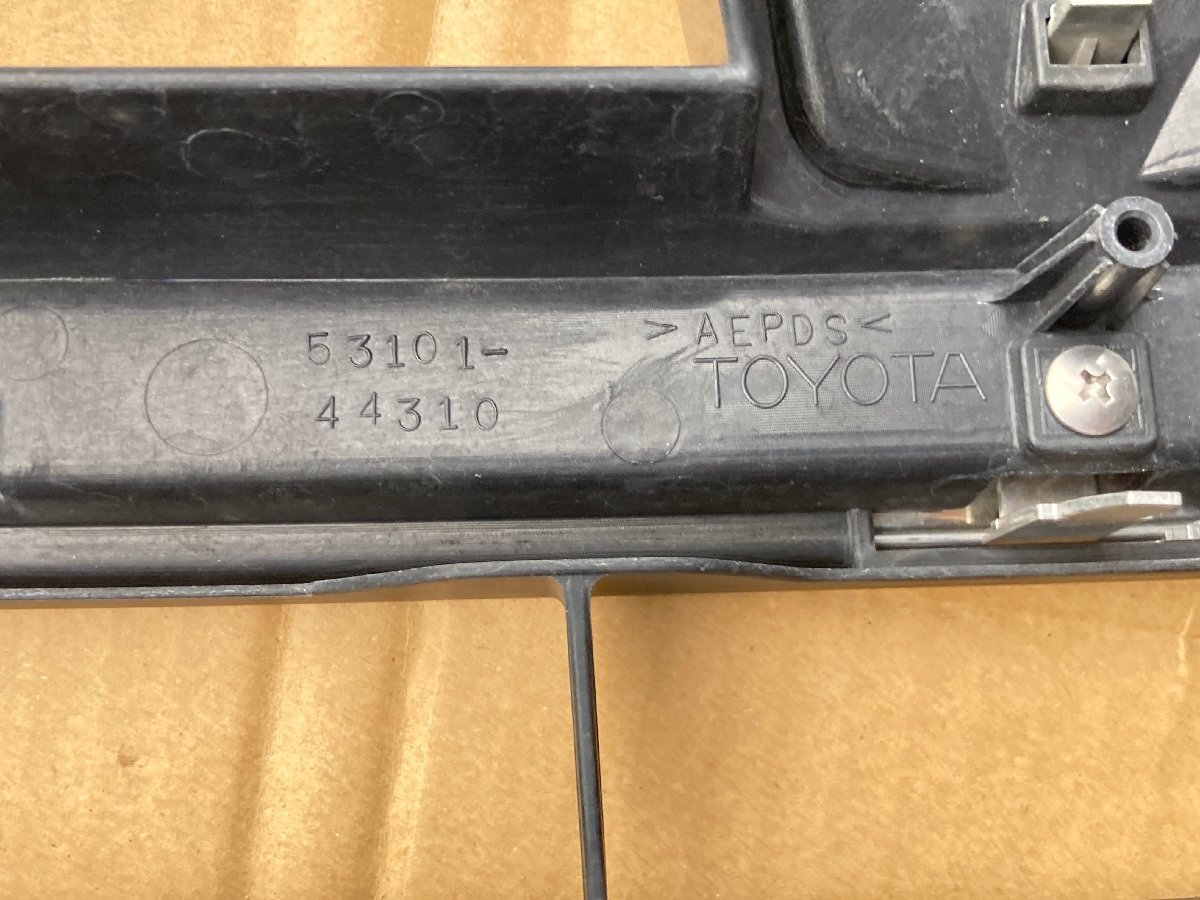 53101-
44310
>AEPDS<
TOYOTA